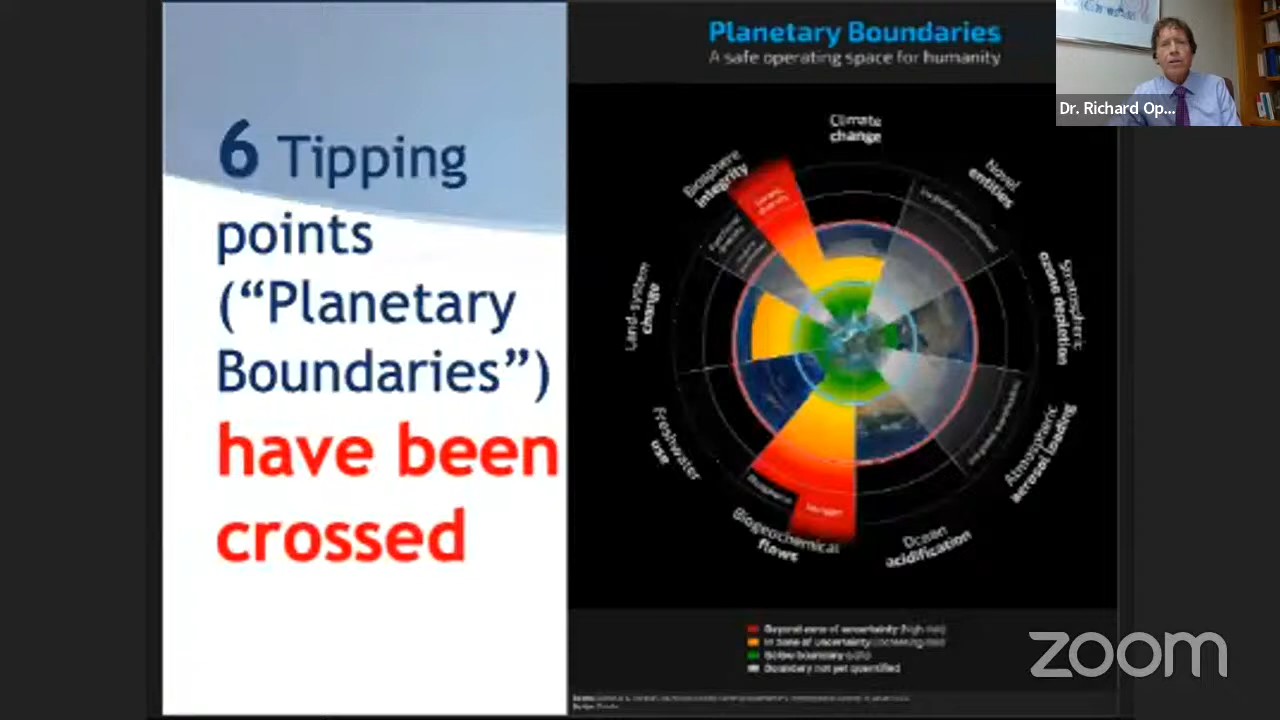 6 Tipping
points
(“Planetary
Boundaries”)
have been
crossed
Planetary Boundaries
A safe operating space for humanity
Climate
change
Novel
entities
Stratospheric
ozone depletion
Atmospheric
aerosol loading
Ocean
acidification
Biogeochemical
flows
Freshwater
use
Land-system
change
Biosphere
integrity
Beyond zone of uncertainty (high risk)
In zone of uncertainty (increasing risk)
Below boundary (safe)
Boundary not yet quantified
Dr. Richard Op...
zoom